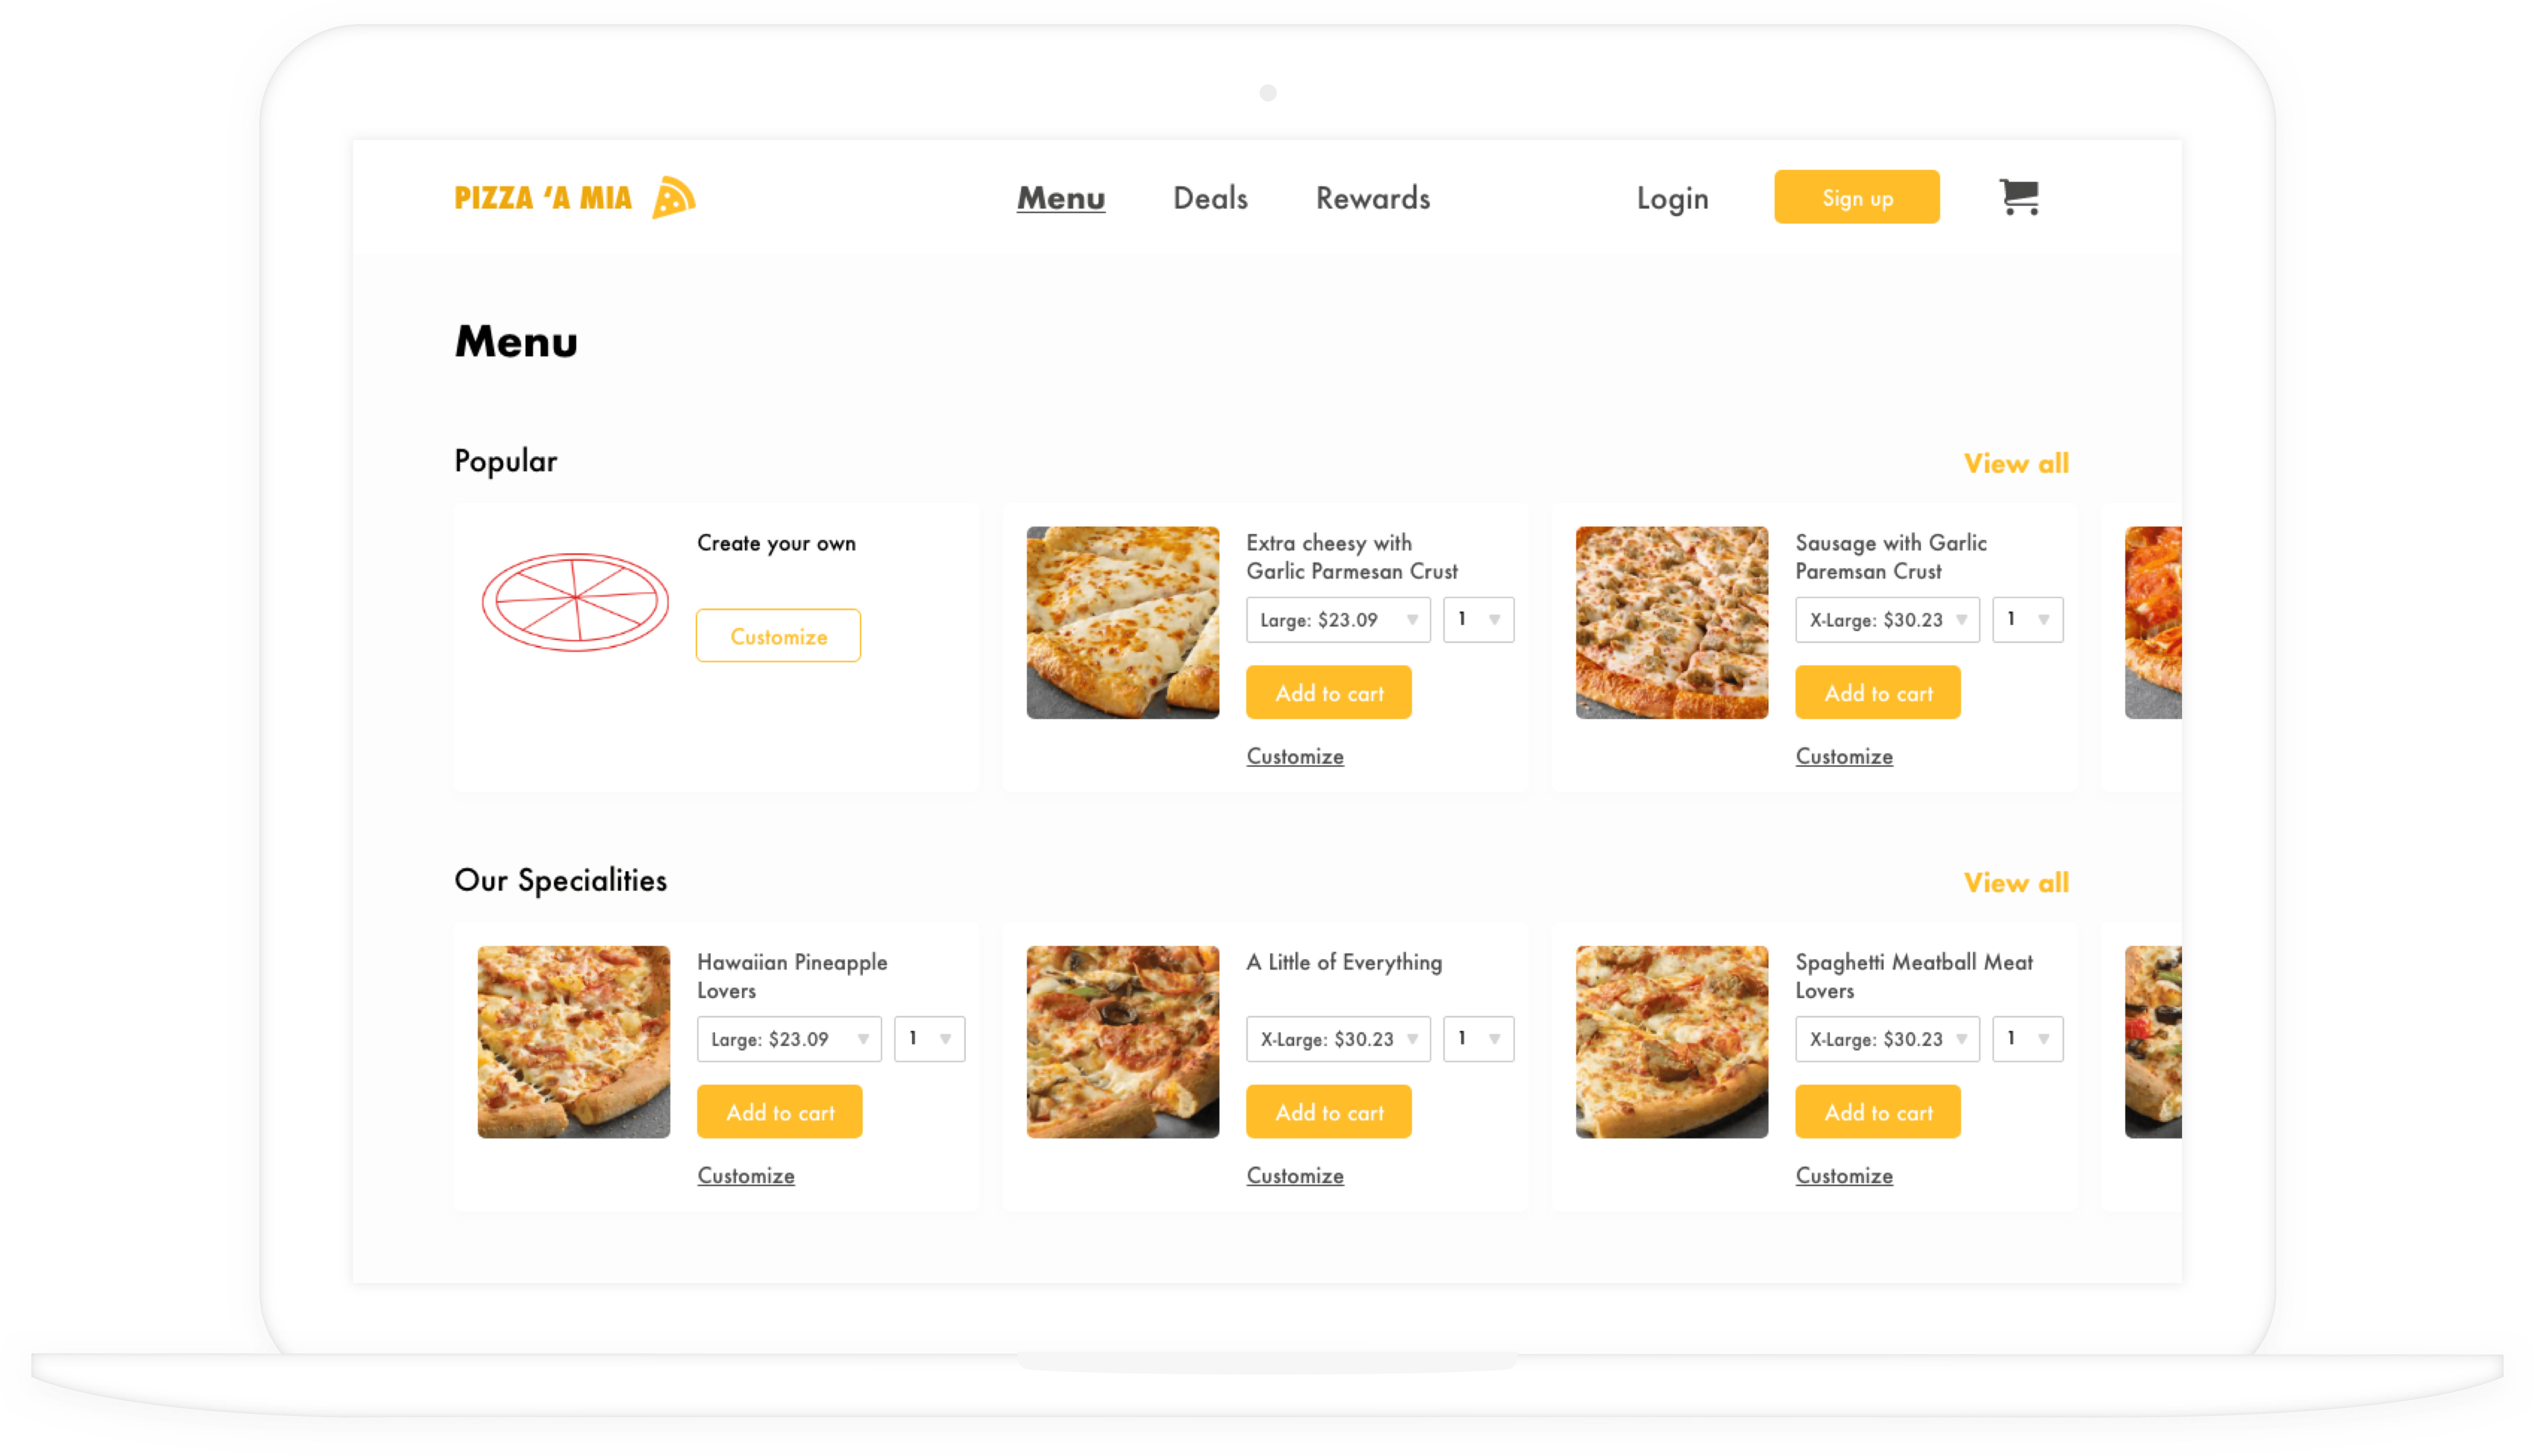 PIZZA ‘A MIA
Menu Deals Rewards Login Sign up
Menu
Popular View all
Create your own
Customize
Extra cheesy with
Garlic Parmesan Crust
Large: $23.09 1
Add to cart
Customize
Sausage with Garlic
Paremsan Crust
X-Large: $30.23 1
Add to cart
Customize
Our Specialities View all
Hawaiian Pineapple
Lovers
Large: $23.09 1
Add to cart
Customize
A Little of Everything
X-Large: $30.23 1
Add to cart
Customize
Spaghetti Meatball Meat
Lovers
X-Large: $30.23 1
Add to cart
Customize